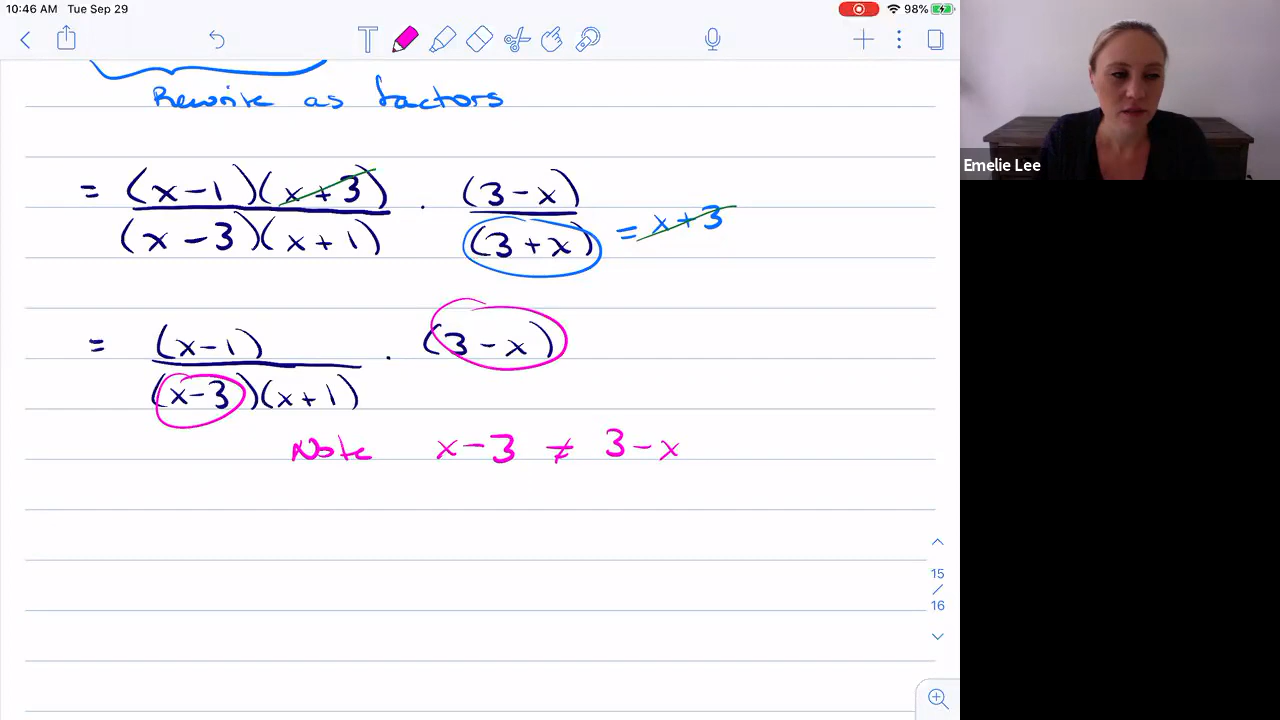 10:46 AM Tue Sep 29
98%
Emelie Lee
Rewrite as factors
= (x-1)(x+3) / (x-3)(x+1) · (3-x) / (3+x) = x+3
= (x-1) / (x-3)(x+1) · (3-x)
Note x-3 ≠ 3-x
15
/
16